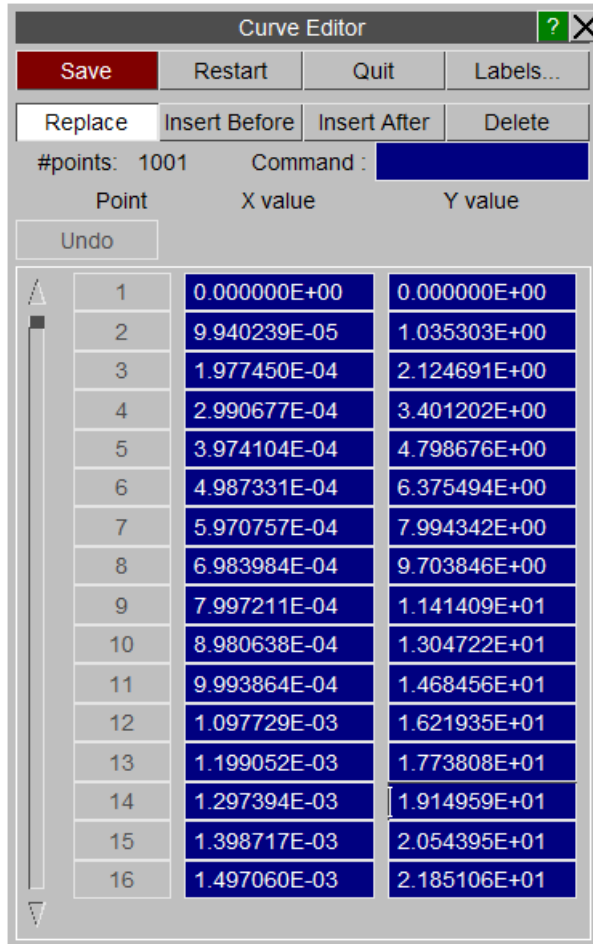 Curve Editor ? X
Save Restart Quit Labels...
Replace Insert Before Insert After Delete
#points: 1001 Command :
Point X value Y value
Undo
1 0.000000E+00 0.000000E+00
2 9.940239E-05 1.035303E+00
3 1.977450E-04 2.124691E+00
4 2.990677E-04 3.401202E+00
5 3.974104E-04 4.798676E+00
6 4.987331E-04 6.375494E+00
7 5.970757E-04 7.994342E+00
8 6.983984E-04 9.703846E+00
9 7.997211E-04 1.141409E+01
10 8.980638E-04 1.304722E+01
11 9.993864E-04 1.468456E+01
12 1.097729E-03 1.621935E+01
13 1.199052E-03 1.773808E+01
14 1.297394E-03 1.914959E+01
15 1.398717E-03 2.054395E+01
16 1.497060E-03 2.185106E+01